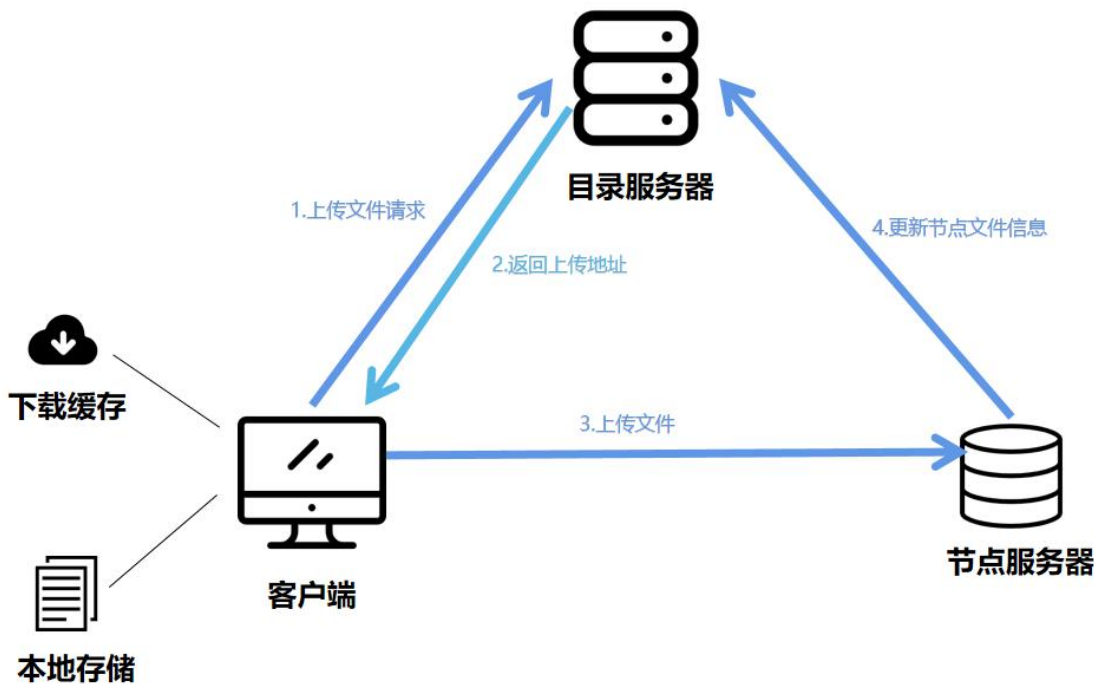 目录服务器
1.上传文件请求
4.更新节点文件信息
2.返回上传地址
下载缓存
3.上传文件
节点服务器
客户端
本地存储